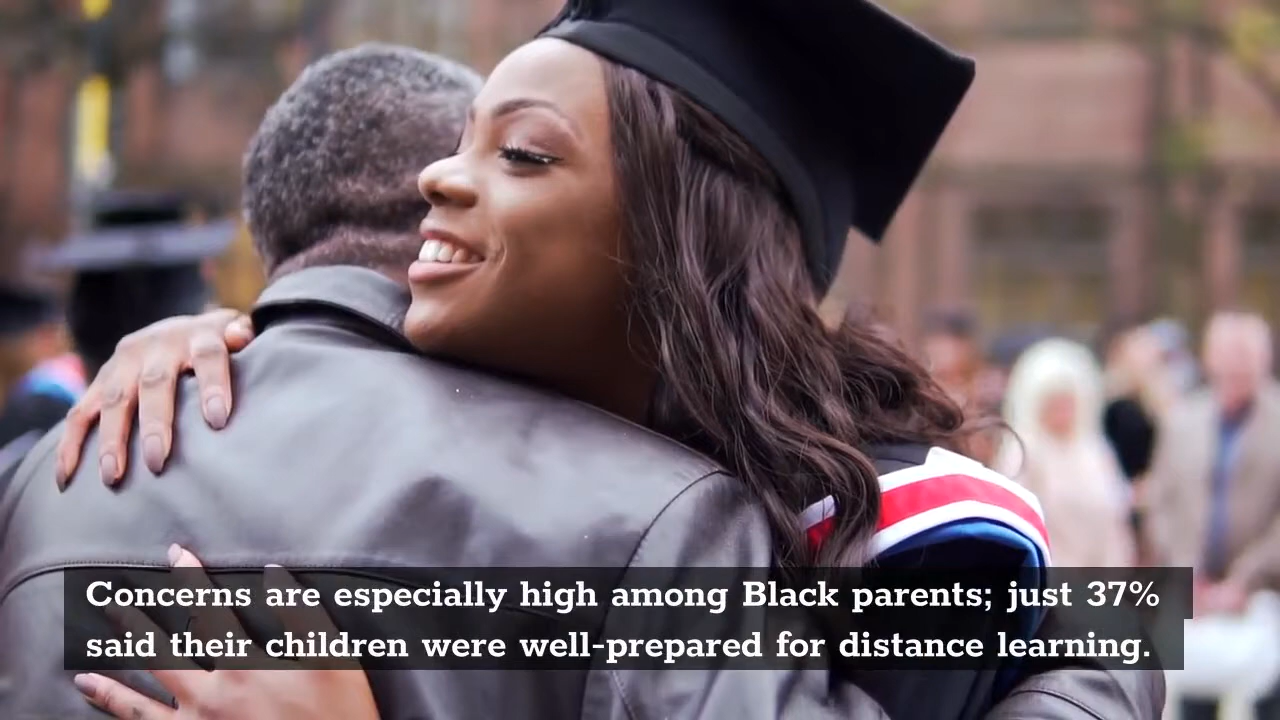 Concerns are especially high among Black parents; just 37%
said their children were well-prepared for distance learning.